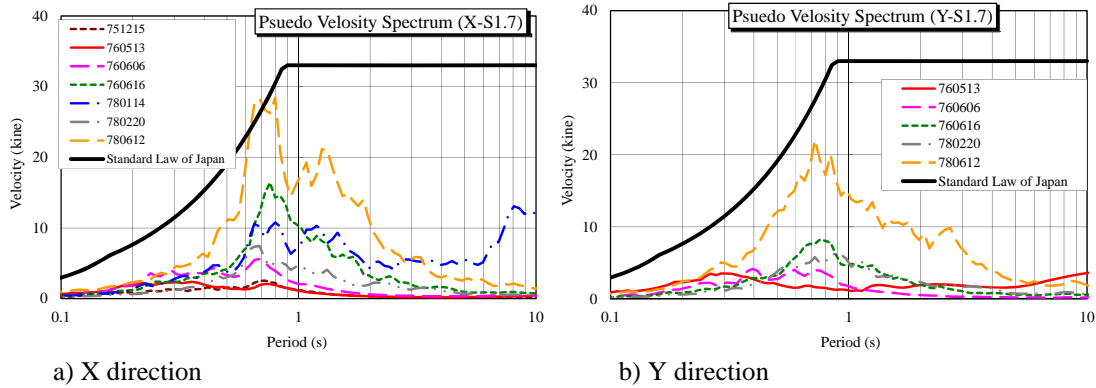 Psuedo Velosity Spectrum (X-S1.7)
40
30
20
10
0
Velocity (kine)
751215
760513
760606
760616
780114
780220
780612
Standard Law of Japan
0.1
1
10
Period (s)
a) X direction
Psuedo Velocity Spectrum (Y-S1.7)
40
30
20
10
0
Velocity (kine)
760513
760606
760616
780220
780612
Standard Law of Japan
0.1
1
10
Period (s)
b) Y direction